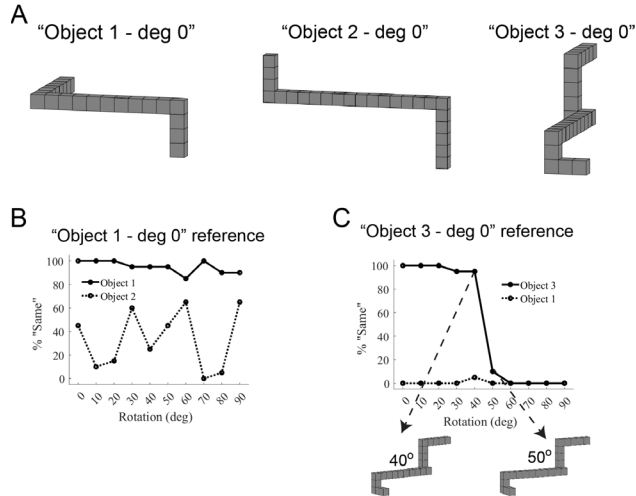 A
"Object 1 - deg 0"
"Object 2 - deg 0"
"Object 3 - deg 0"
B
"Object 1 - deg 0" reference
100
80
60
40
20
0
% "Same"
Object 1
Object 2
0 10 20 30 40 50 60 70 80 90
Rotation (deg)
C
"Object 3 - deg 0" reference
100
80
60
40
20
0
% "Same"
Object 3
Object 1
0 10 20 30 40 50 60 70 80 90
Rotation (deg)
40°
50°